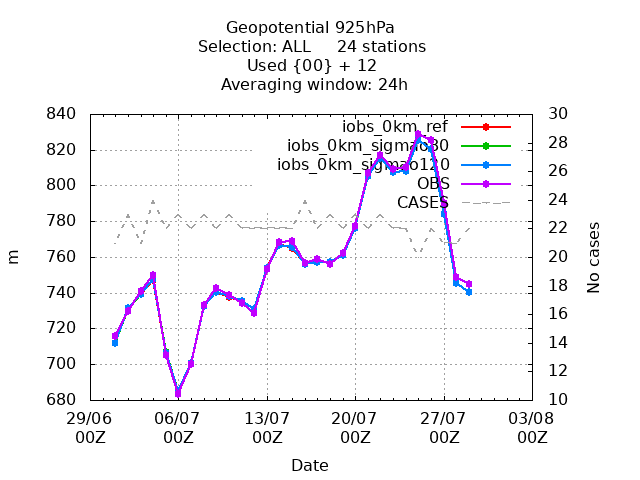 Geopotential 925hPa
Selection: ALL     24 stations
Used {00} + 12
Averaging window: 24h
840
820
800
780
760
740
720
700
680
m
30
28
26
24
22
20
18
16
14
12
10
No cases
iobs_0km_ref
iobs_0km_sigmao80
iobs_0km_sigmao120
OBS
CASES
29/06 06/07 13/07 20/07 27/07 03/08
00Z 00Z 00Z 00Z 00Z 00Z
Date